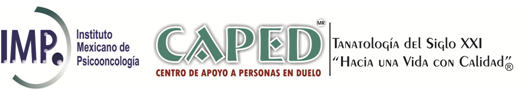 IMP.
Instituto
Mexicano de
Psicooncología
CAPED MR
CENTRO DE APOYO A PERSONAS EN DUELO
Tanatología del Siglo XXI
“Hacia una Vida con Calidad”®